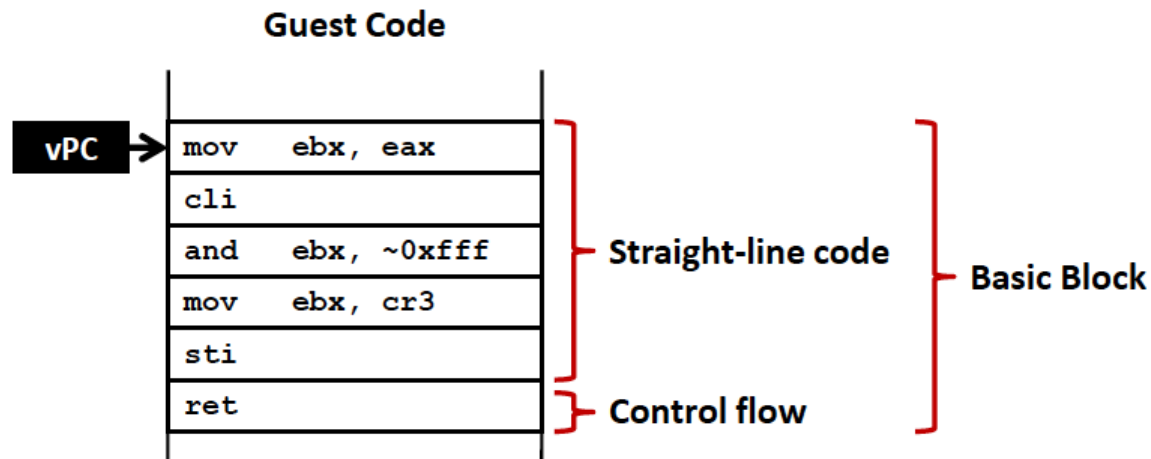 Guest Code
vPC
mov ebx, eax
cli
and ebx, ~0xfff
mov ebx, cr3
sti
ret
Straight-line code
Control flow
Basic Block